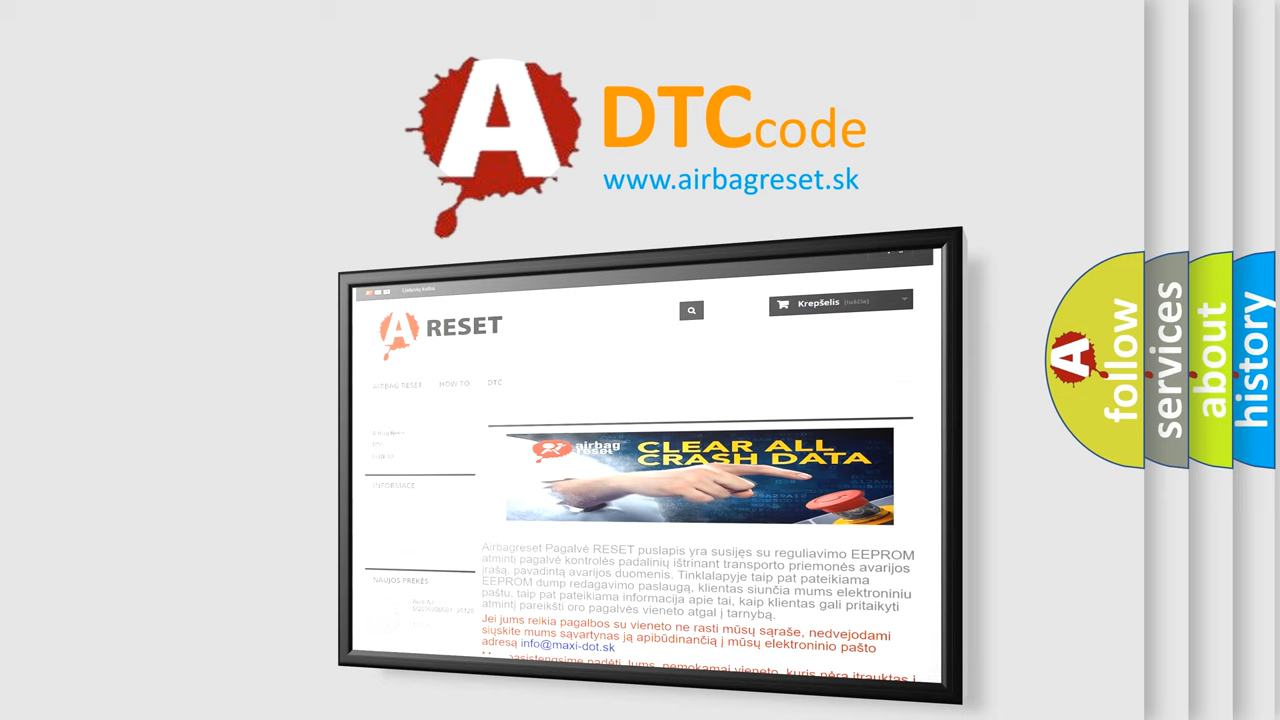 A
DTC code
www.airbagreset.sk
Lietuvių kalba
A RESET
Krepšelis (tuščia)
AIRBAG RESET HOW TO DTC
airbag
reset
CLEAR ALL
CRASH DATA
INFORMACE
Airbagreset Pagalvė RESET puslapis yra susijęs su reguliavimo EEPROM
atmintį pagalvė kontrolės padalinių ištrinant transporto priemonės avarijos
įrašą, pavadintą avarijos duomenis. Tinklalapyje taip pat pateikiama
EEPROM dump redagavimo paslaugą, klientas siunčia mums elektroniniu
paštu, taip pat pateikiama informacija apie tai, kaip klientas gali pritaikyti
atmintį pareikšti oro pagalvės vieneto atgal į tarnybą.
Jei jums reikia pagalbos su vieneto ne rasti mūsų sąraše, nedvejodami
siųskite mums sąvartynas ją apibūdinančią į mūsų elektroninio pašto
adresą info@maxi-dot.sk
NAUJOS PREKĖS
A
follow
services
about
history